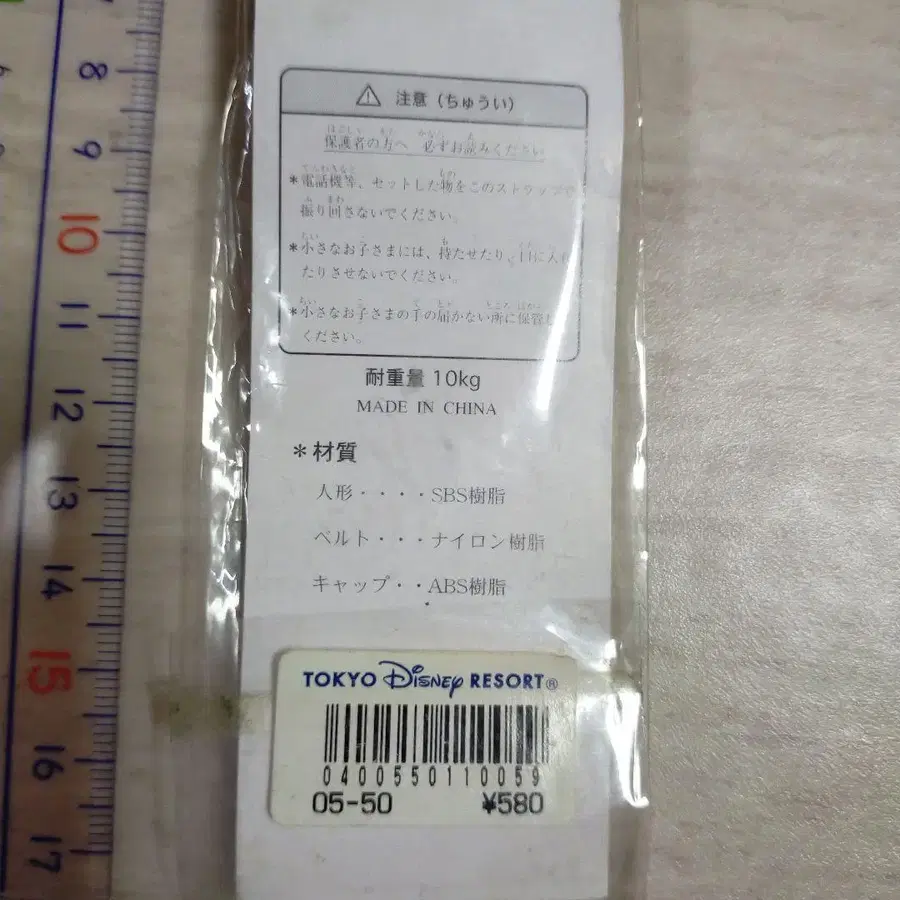 7
8
9
10
11
12
13
14
15
16
17
注意（ちゅうい）
保護者の方へ 必ずお読みください
*電話機等、セットした物をこのストラップで
振り回さないでください。
*小さなお子さまには、持たせたり、口に入れ
たりさせないでください。
*小さなお子さまの手の届かない所に保管し
ください。
耐重量 10kg
MADE IN CHINA
*材質
人形・・・・SBS樹脂
ベルト・・・ナイロン樹脂
キャップ・・ABS樹脂
TOKYO Disney RESORT®
0400550110059
05-50 ¥580